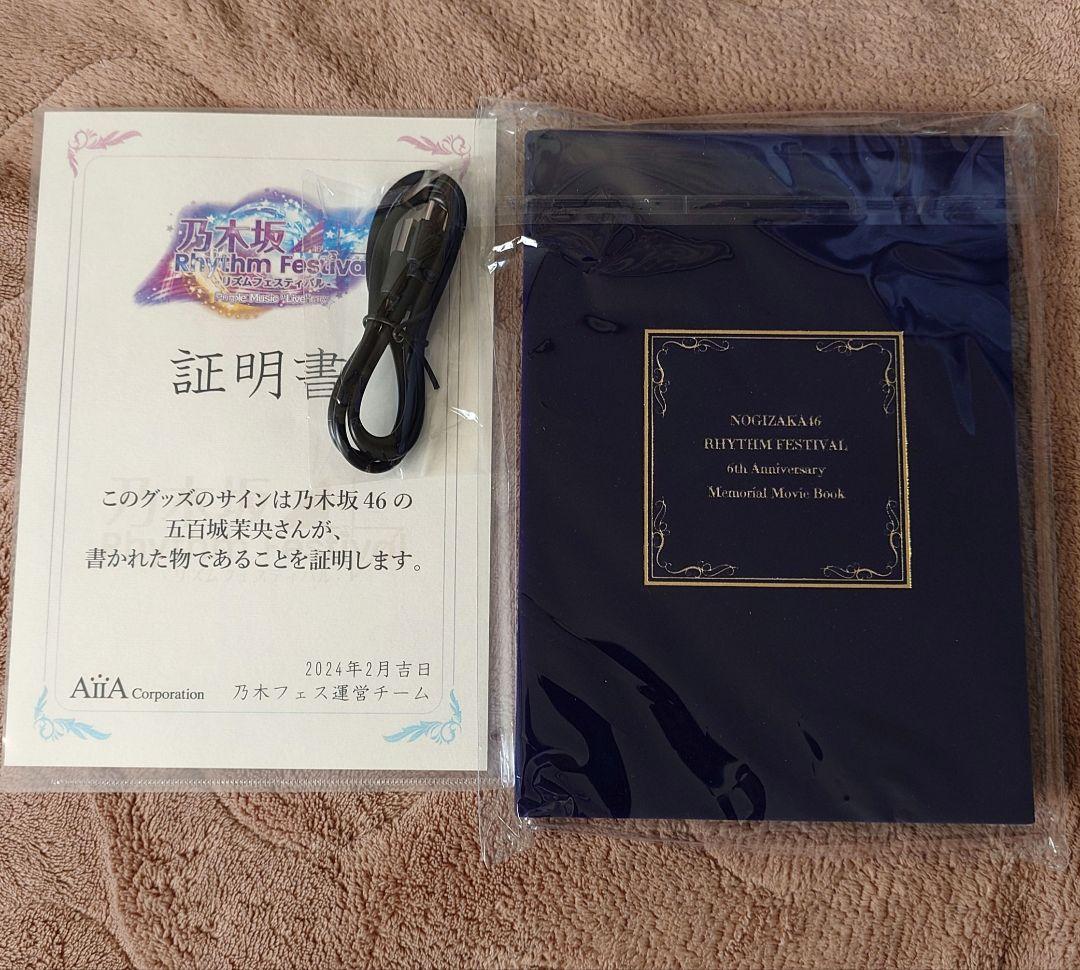 乃木坂
Rhythm Festival
-リズムフェスティバル-
証明書
このグッズのサインは乃木坂46の
五百城茉央さんが、
書かれた物であることを証明します。
2024年2月吉日
AiiA Corporation
乃木フェス運営チーム
NOGIZAKA46
RHYTHM FESTIVAL
6th Anniversary
Memorial Movie Book